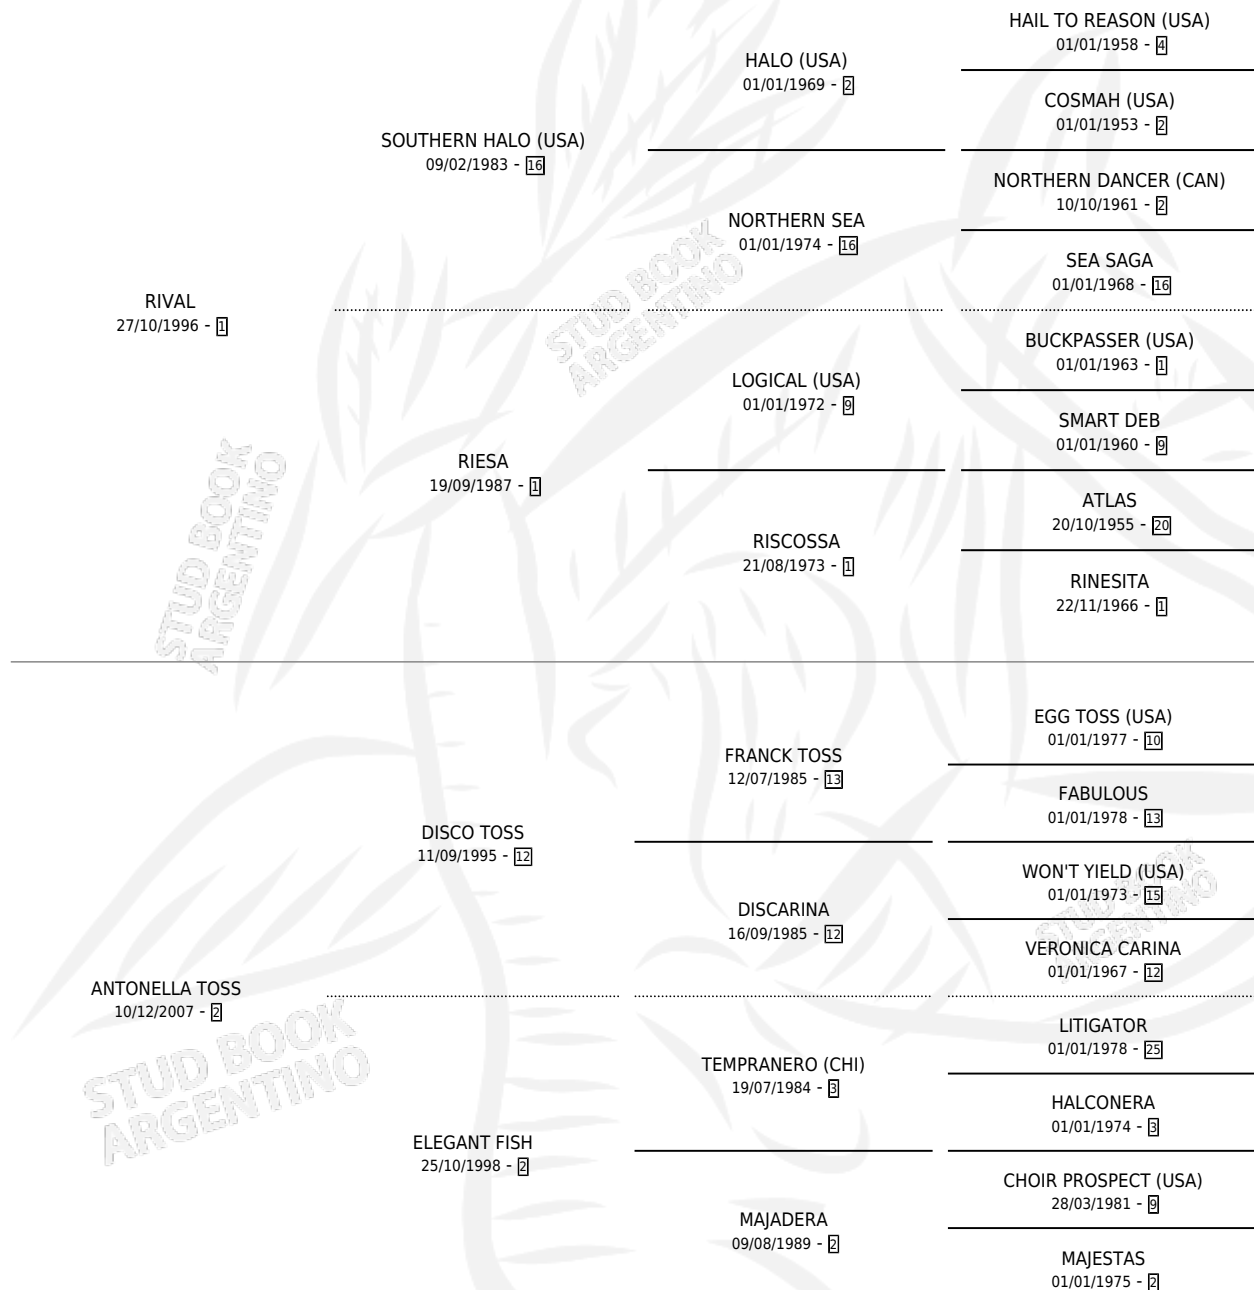 HAIL TO REASON (USA)
01/01/1958 - 4
HALO (USA)
01/01/1969 - 2
COSMAH (USA)
01/01/1953 - 2
SOUTHERN HALO (USA)
09/02/1983 - 16
NORTHERN DANCER (CAN)
10/10/1961 - 2
NORTHERN SEA
01/01/1974 - 16
SEA SAGA
01/01/1968 - 16
RIVAL
27/10/1996 - 1
BUCKPASSER (USA)
01/01/1963 - 1
LOGICAL (USA)
01/01/1972 - 9
SMART DEB
01/01/1960 - 9
RIESA
19/09/1987 - 1
ATLAS
20/10/1955 - 20
RISCOSSA
21/08/1973 - 1
RINESITA
22/11/1966 - 1
EGG TOSS (USA)
01/01/1977 - 10
FRANCK TOSS
12/07/1985 - 13
FABULOUS
01/01/1978 - 13
DISCO TOSS
11/09/1995 - 12
WON'T YIELD (USA)
01/01/1973 - 15
DISCARINA
16/09/1985 - 12
VERONICA CARINA
01/01/1967 - 12
ANTONELLA TOSS
10/12/2007 - 2
LITIGATOR
01/01/1978 - 25
TEMPRANERO (CHI)
19/07/1984 - 3
HALCONERA
01/01/1974 - 3
ELEGANT FISH
25/10/1998 - 2
CHOIR PROSPECT (USA)
28/03/1981 - 9
MAJADERA
09/08/1989 - 2
MAJESTAS
01/01/1975 - 2
STUD BOOK
ARGENTINO
STUD BOOK
ARGENTINO
STUD BOOK
ARGENTINO
STUD BOOK
ARGENTINO